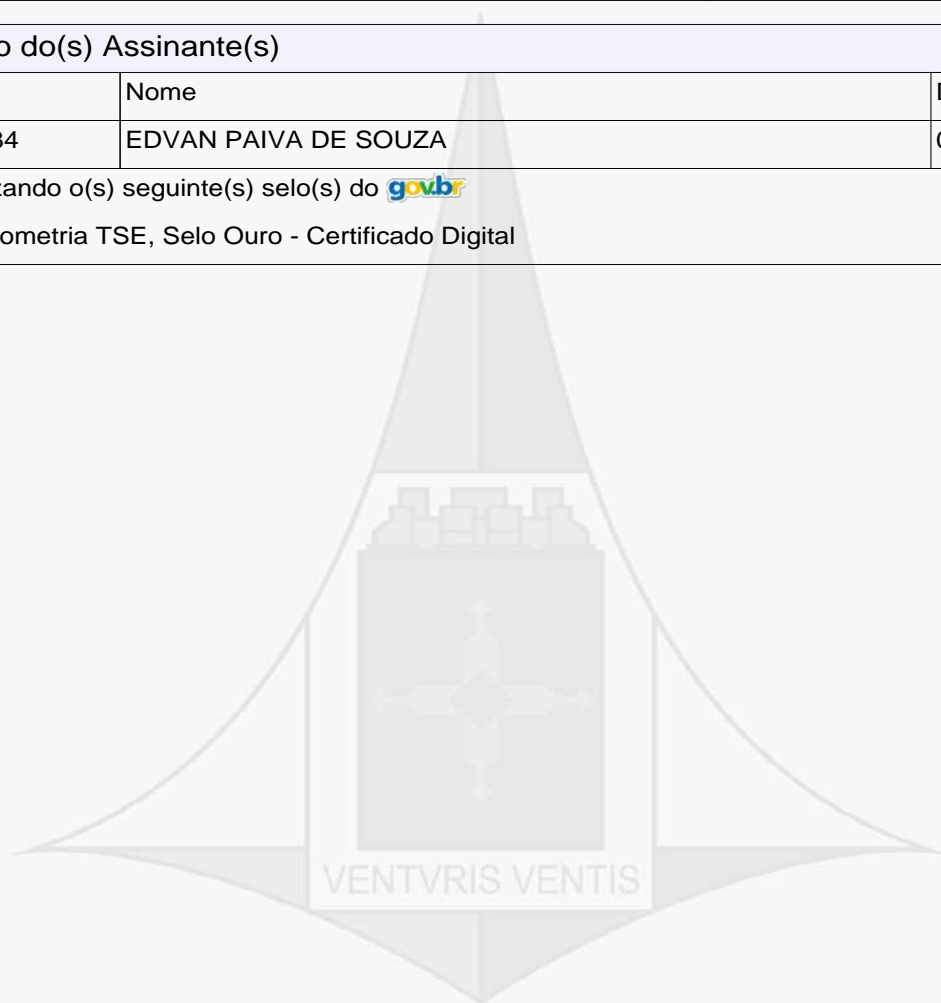 o do(s) Assinante(s)
Nome
34 EDVAN PAIVA DE SOUZA
tando o(s) seguinte(s) selo(s) do gov.br
ometria TSE, Selo Ouro - Certificado Digital
VENTVRIS VENTIS